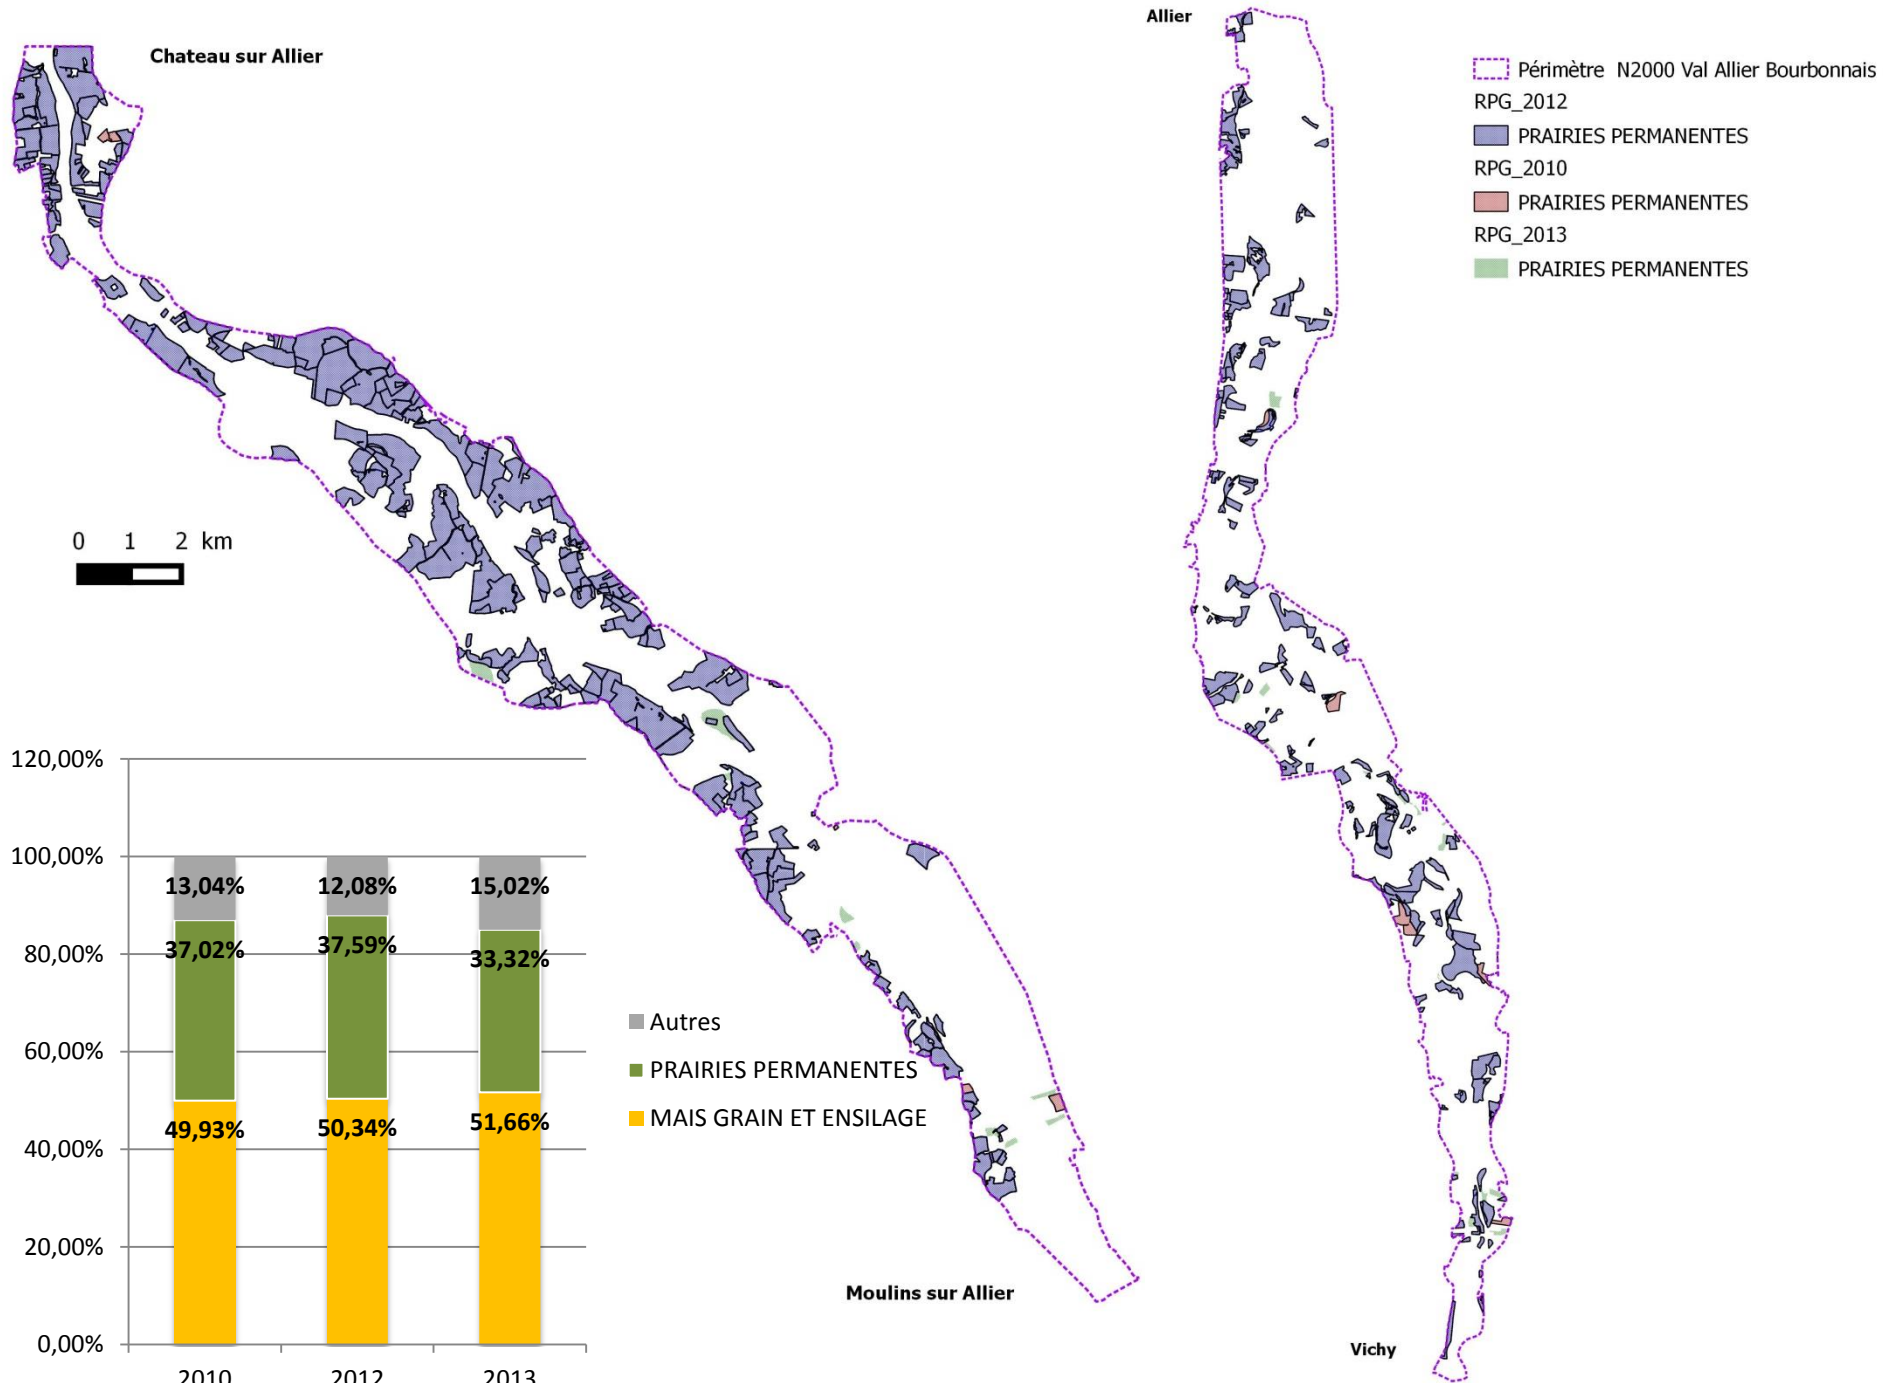 Chateau sur Allier
Allier
Périmètre N2000 Val Allier Bourbonnais
RPG_2012
PRAIRIES PERMANENTES
RPG_2010
PRAIRIES PERMANENTES
RPG_2013
PRAIRIES PERMANENTES
0 1 2 km
120,00%
100,00%
80,00%
60,00%
40,00%
20,00%
0,00%
13,04% 12,08% 15,02%
37,02% 37,59% 33,32%
49,93% 50,34% 51,66%
2010 2012 2013
Autres
PRAIRIES PERMANENTES
MAIS GRAIN ET ENSILAGE
Moulins sur Allier
Vichy